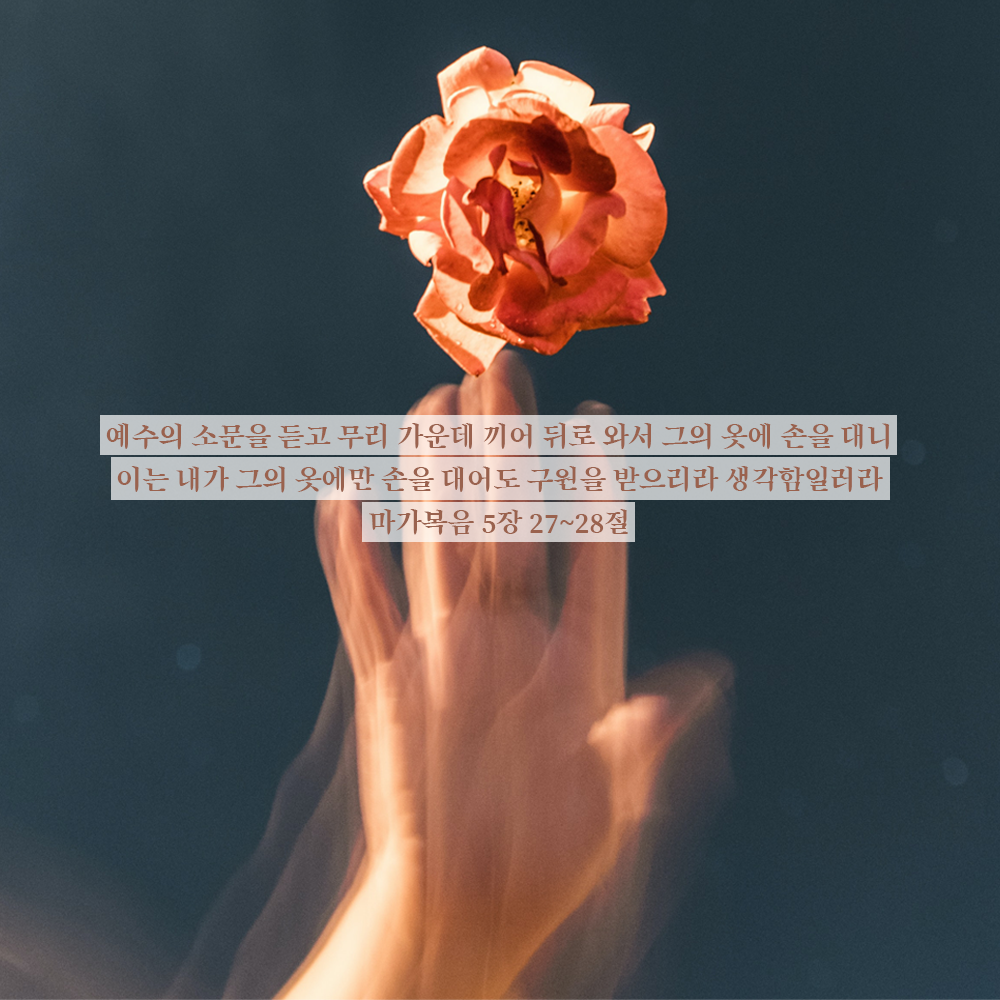 예수의 소문을 듣고 무리 가운데 끼어 뒤로 와서 그의 옷에 손을 대니
이는 내가 그의 옷에만 손을 대어도 구원을 받으리라 생각함일러라
마가복음 5장 27~28절